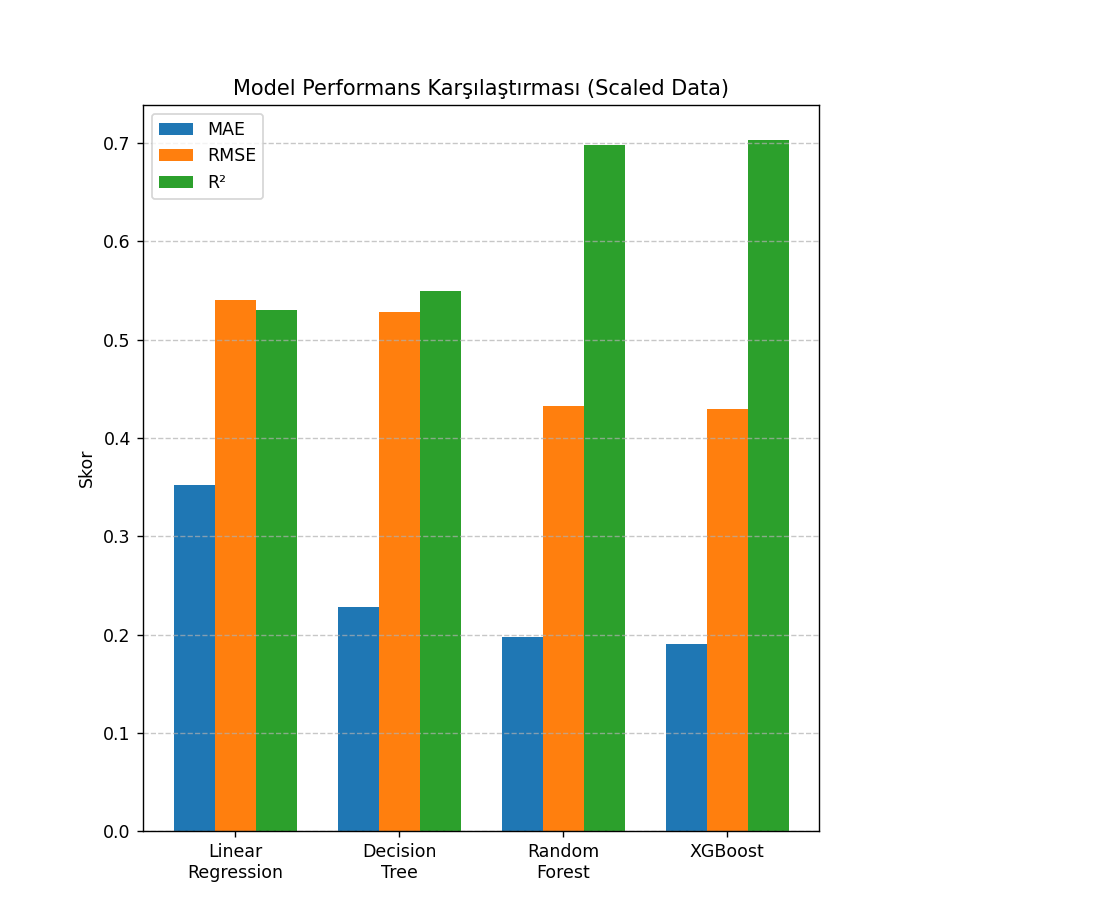 Model Performans Karşılaştırması (Scaled Data)
MAE
RMSE
R²
Skor
0.7
0.6
0.5
0.4
0.3
0.2
0.1
0.0
Linear
Regression
Decision
Tree
Random
Forest
XGBoost